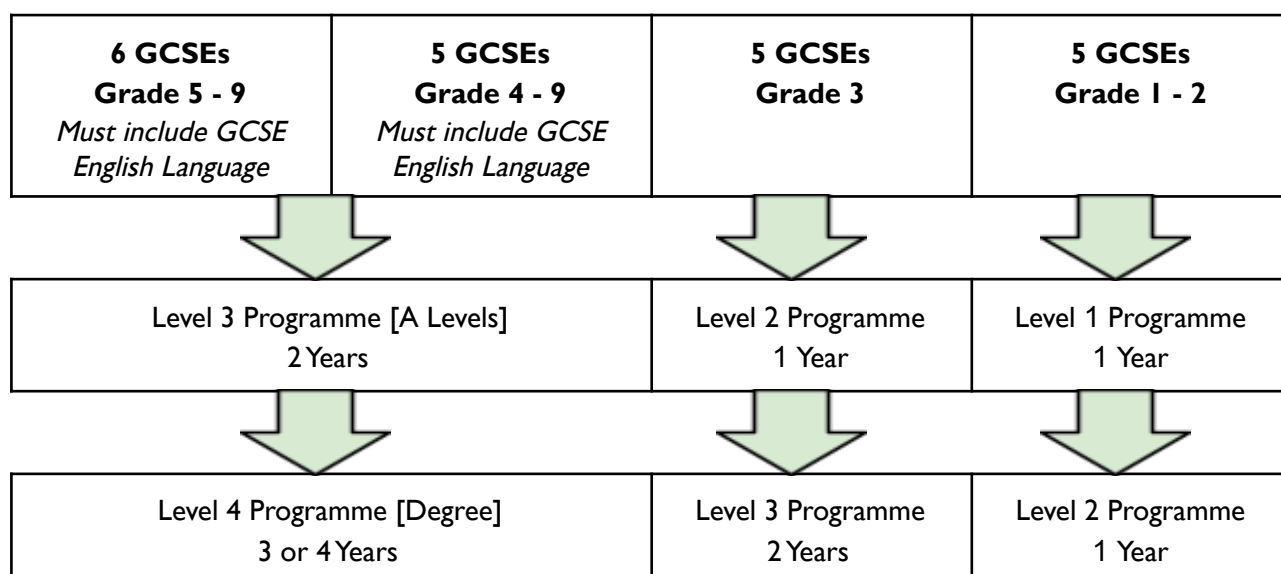 6 GCSEs
Grade 5 - 9
Must include GCSE
English Language
5 GCSEs
Grade 4 - 9
Must include GCSE
English Language
5 GCSEs
Grade 3
5 GCSEs
Grade 1 - 2
Level 3 Programme [A Levels]
2 Years
Level 2 Programme
1 Year
Level 1 Programme
1 Year
Level 4 Programme [Degree]
3 or 4 Years
Level 3 Programme
2 Years
Level 2 Programme
1 Year